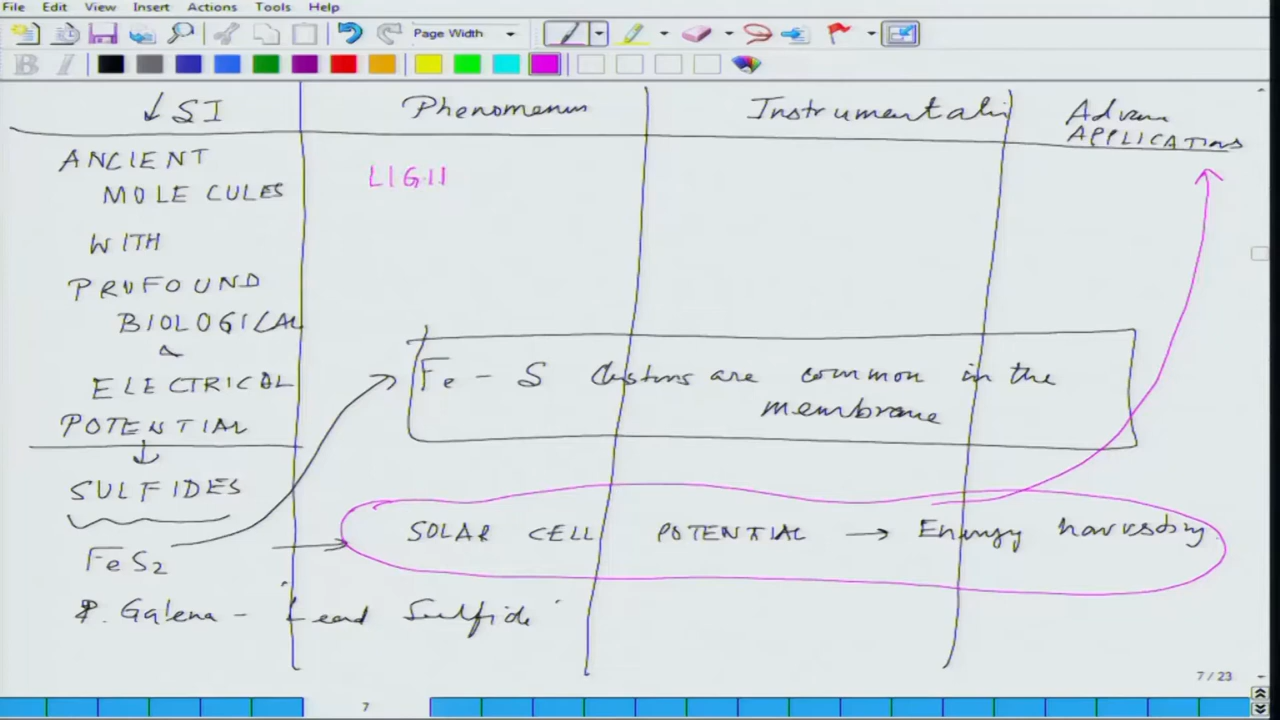 File Edit View Insert Actions Tools Help
Page Width
B I
↓ SI Phenomenon Instrumentation Advan
APPLICATIONS
ANCIENT
MOLECULES
WITH
PROFOUND
BIOLOGICAL
&
ELECTRICAL
POTENTIAL
LIGH
Fe - S Clusters are common in the
membrane
SULFIDES
SOLAR CELL POTENTIAL → Energy harvesting
FeS2
Galena - "Lead Sulfide"
7 / 23
7